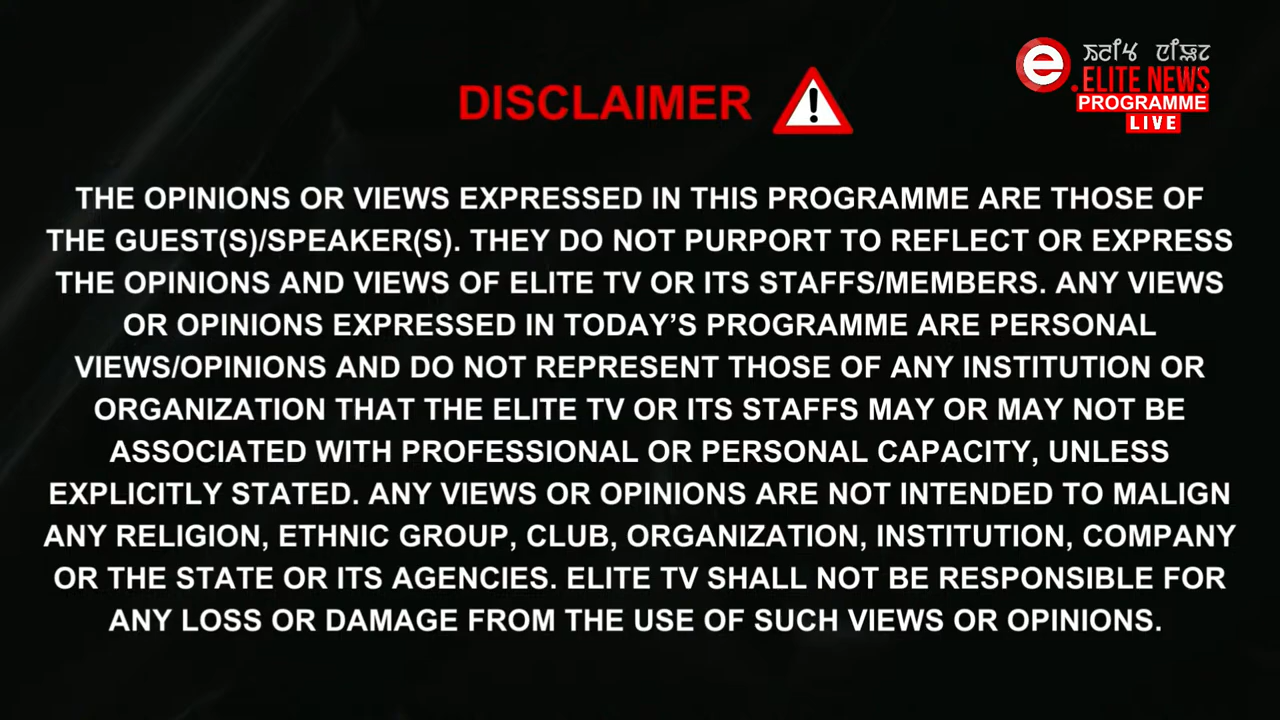 DISCLAIMER
e.
ELITE NEWS
PROGRAMME
LIVE
THE OPINIONS OR VIEWS EXPRESSED IN THIS PROGRAMME ARE THOSE OF
THE GUEST(S)/SPEAKER(S). THEY DO NOT PURPORT TO REFLECT OR EXPRESS
THE OPINIONS AND VIEWS OF ELITE TV OR ITS STAFFS/MEMBERS. ANY VIEWS
OR OPINIONS EXPRESSED IN TODAY’S PROGRAMME ARE PERSONAL
VIEWS/OPINIONS AND DO NOT REPRESENT THOSE OF ANY INSTITUTION OR
ORGANIZATION THAT THE ELITE TV OR ITS STAFFS MAY OR MAY NOT BE
ASSOCIATED WITH PROFESSIONAL OR PERSONAL CAPACITY, UNLESS
EXPLICITLY STATED. ANY VIEWS OR OPINIONS ARE NOT INTENDED TO MALIGN
ANY RELIGION, ETHNIC GROUP, CLUB, ORGANIZATION, INSTITUTION, COMPANY
OR THE STATE OR ITS AGENCIES. ELITE TV SHALL NOT BE RESPONSIBLE FOR
ANY LOSS OR DAMAGE FROM THE USE OF SUCH VIEWS OR OPINIONS.